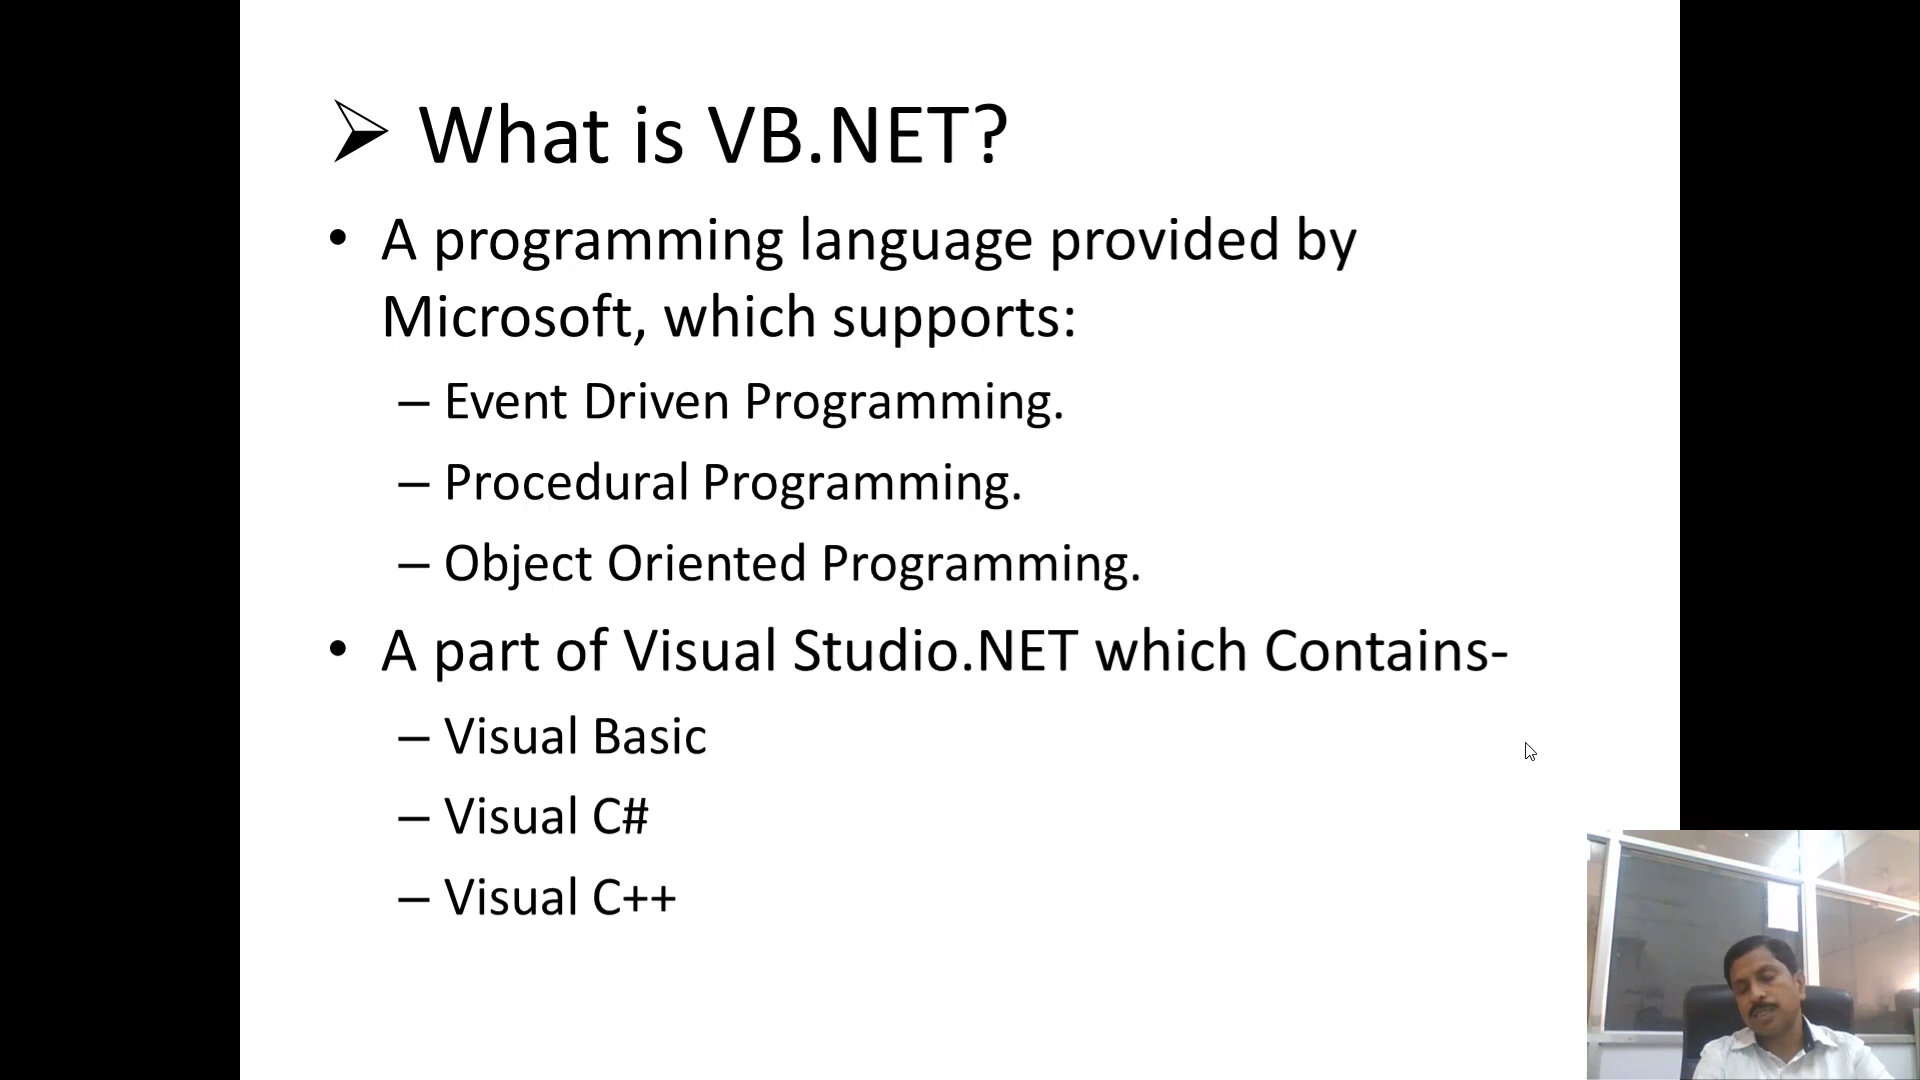 ➢ What is VB.NET?
• A programming language provided by
Microsoft, which supports:
– Event Driven Programming.
– Procedural Programming.
– Object Oriented Programming.
• A part of Visual Studio.NET which Contains-
– Visual Basic
– Visual C#
– Visual C++